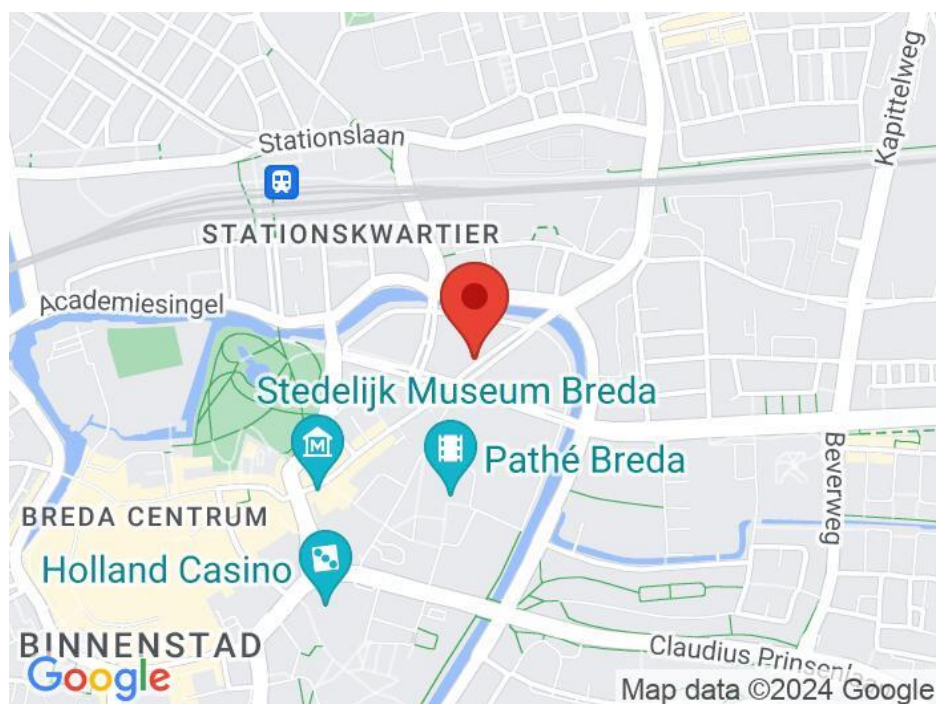 Kapittelweg
Stationslaan
STATIONSKWARTIER
Academiesingel
Stedelijk Museum Breda
M
Pathé Breda
Beverweg
BREDA CENTRUM
Holland Casino
BINNENSTAD
Claudius Prinsenlaan
Google
Map data ©2024 Google